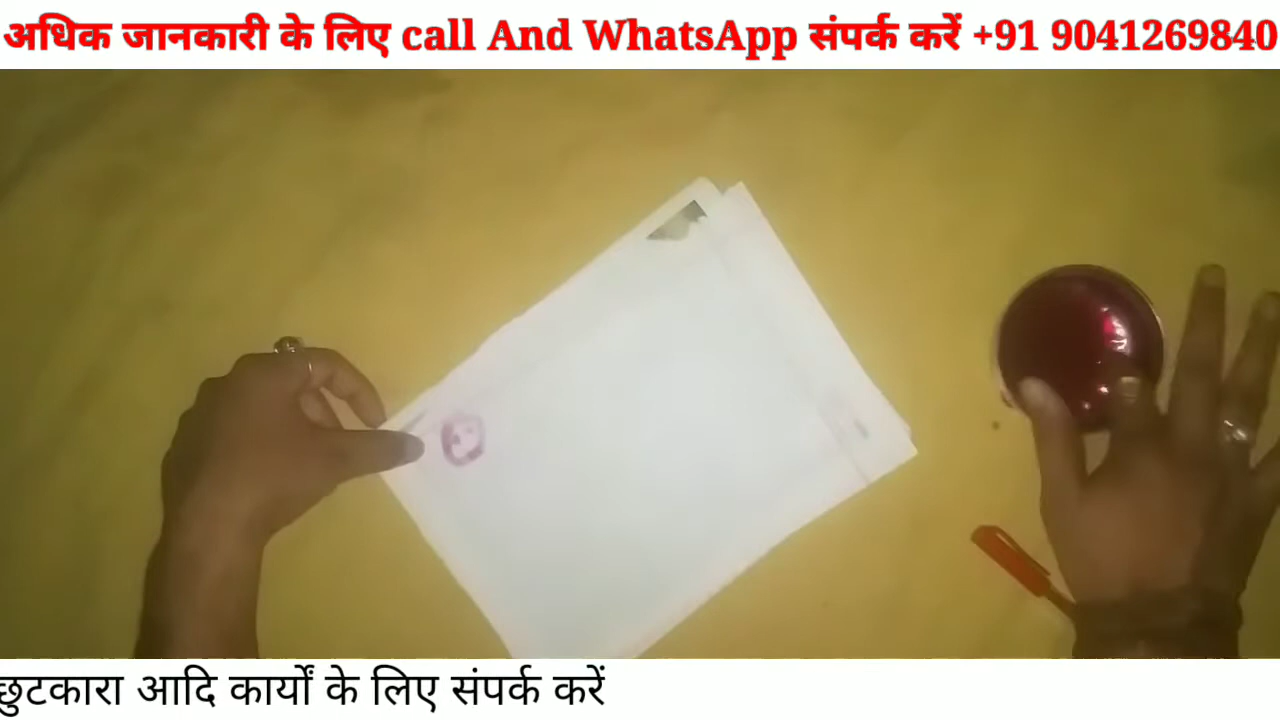 अधिक जानकारी के लिए call And WhatsApp संपर्क करें +91 9041269840
छुटकारा आदि कार्यों के लिए संपर्क करें